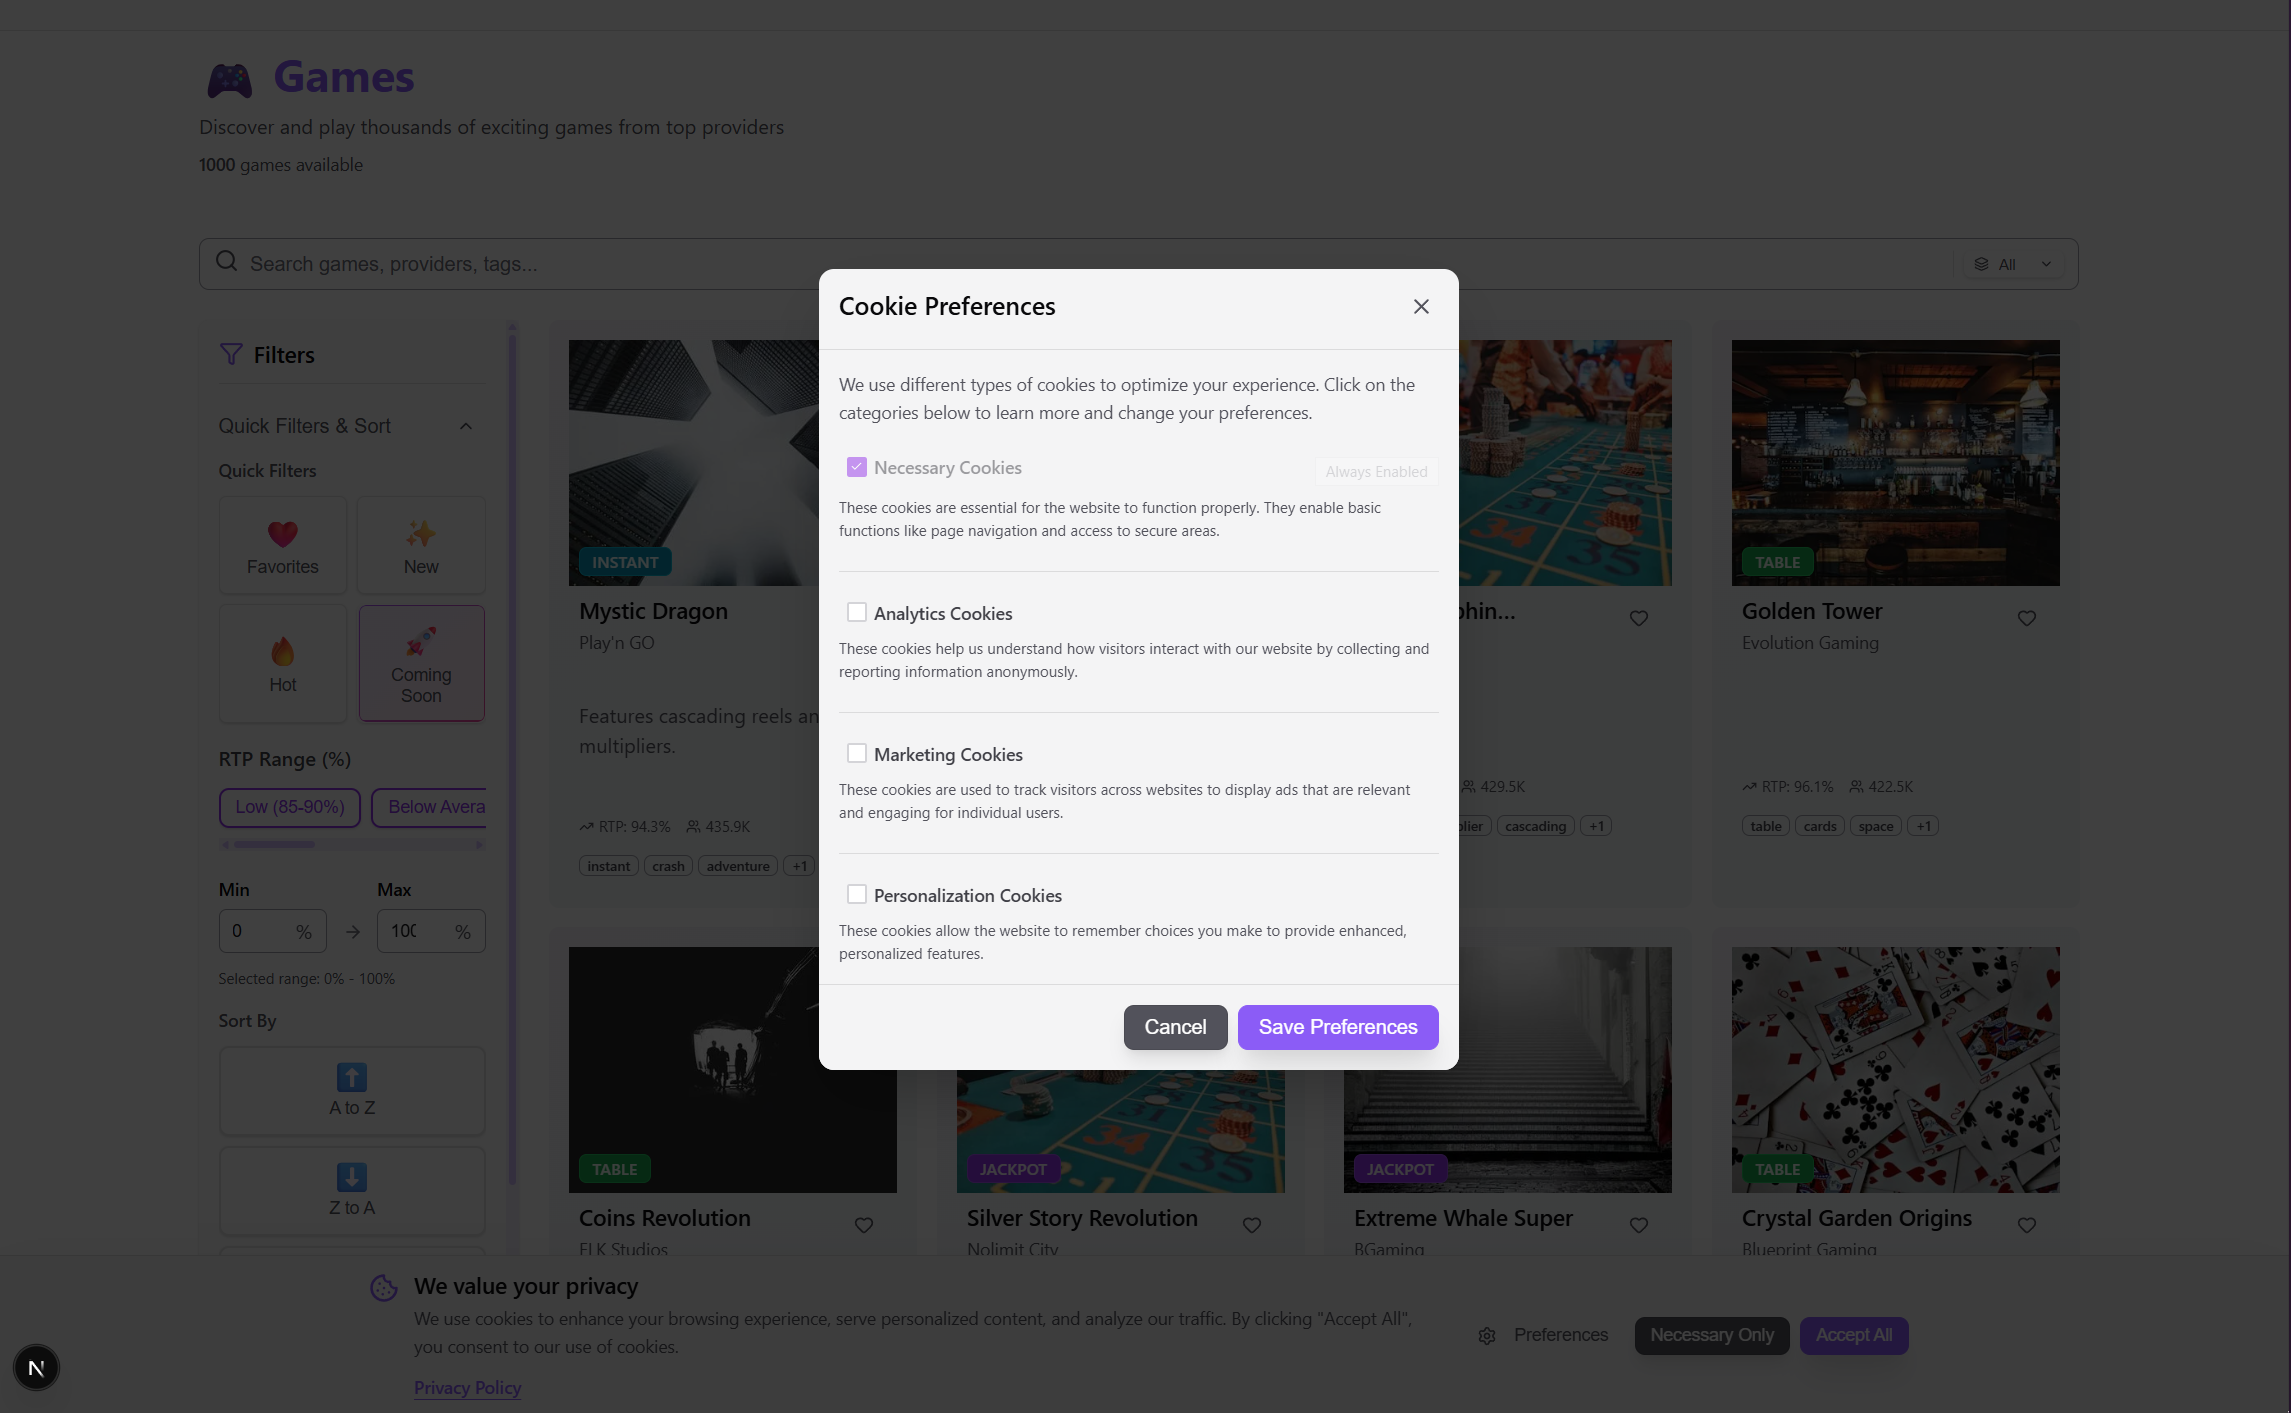 Games
Discover and play thousands of exciting games from top providers
1000 games available
Search games, providers, tags...
All
Filters
Quick Filters & Sort
Quick Filters
Favorites
New
Hot
Coming
Soon
RTP Range (%)
Low (85-90%)
Below Avera
Min
Max
0 %
100 %
Selected range: 0% - 100%
Sort By
A to Z
Z to A
INSTANT
Mystic Dragon
Play'n GO
Features cascading reels an
multipliers.
RTP: 94.3% 435.9K
instant crash adventure +1
phin...
429.5K
plier cascading +1
TABLE
Golden Tower
Evolution Gaming
RTP: 96.1% 422.5K
table cards space +1
TABLE
Coins Revolution
ELK Studios
JACKPOT
Silver Story Revolution
Nolimit City
JACKPOT
Extreme Whale Super
BGaming
TABLE
Crystal Garden Origins
Blueprint Gaming
Cookie Preferences
We use different types of cookies to optimize your experience. Click on the
categories below to learn more and change your preferences.
Necessary Cookies
Always Enabled
These cookies are essential for the website to function properly. They enable basic
functions like page navigation and access to secure areas.
Analytics Cookies
These cookies help us understand how visitors interact with our website by collecting and
reporting information anonymously.
Marketing Cookies
These cookies are used to track visitors across websites to display ads that are relevant
and engaging for individual users.
Personalization Cookies
These cookies allow the website to remember choices you make to provide enhanced,
personalized features.
Cancel
Save Preferences
We value your privacy
We use cookies to enhance your browsing experience, serve personalized content, and analyze our traffic. By clicking "Accept All",
you consent to our use of cookies.
Privacy Policy
Preferences
Necessary Only
Accept All
N